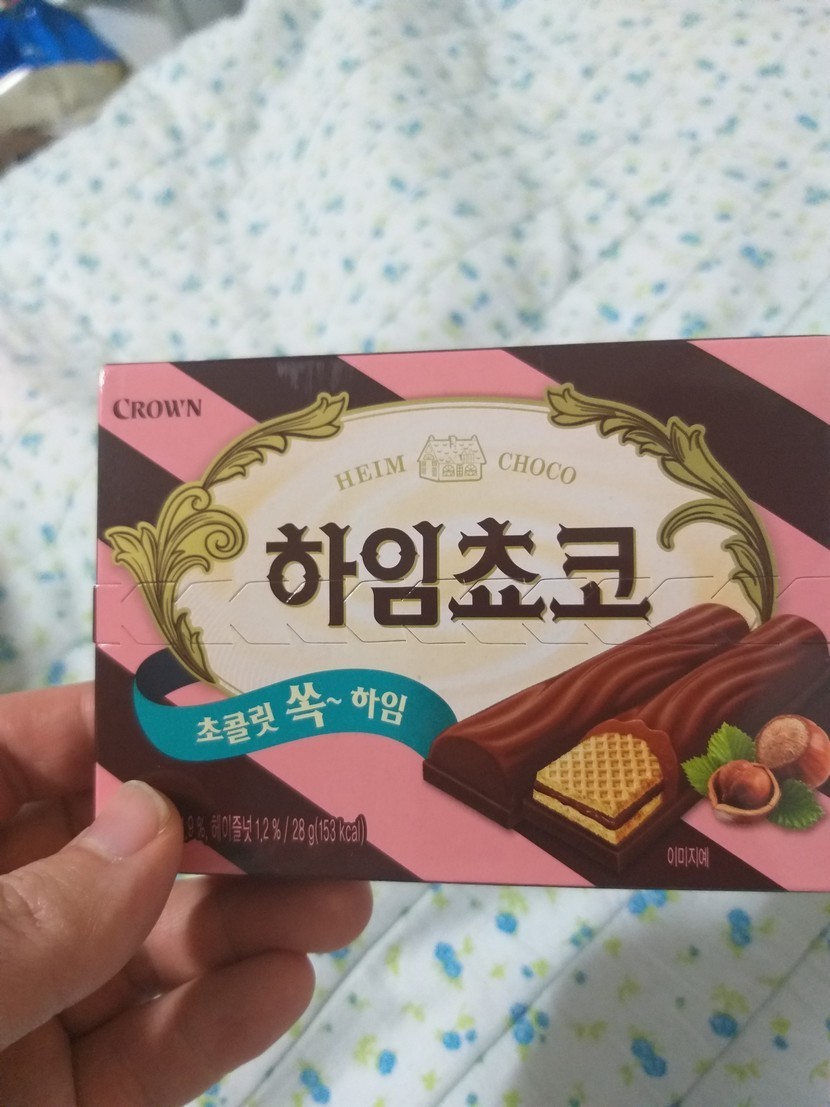 CROWN
HEIM CHOCO
하임쵸코
초콜릿 쏙~ 하임
헤이즐넛 1.2 % / 28 g(153 kcal)
이미지예